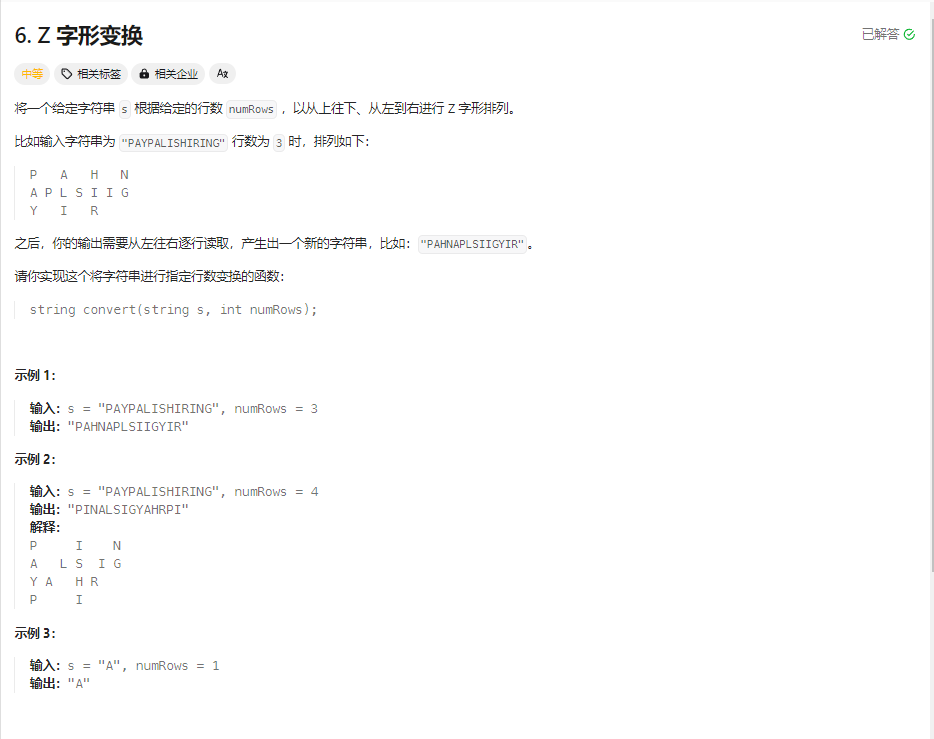 6. Z 字形变换
已解答
中等 相关标签 相关企业 Aʐ
将一个给定字符串 s 根据给定的行数 numRows ，以从上往下、从左到右进行 Z 字形排列。
比如输入字符串为 "PAYPALISHIRING" 行数为 3 时，排列如下：
P   A   H   N
A P L S I I G
Y   I   R
之后，你的输出需要从左往右逐行读取，产生出一个新的字符串，比如："PAHNAPLSIIGYIR"。
请你实现这个将字符串进行指定行数变换的函数：
string convert(string s, int numRows);
示例 1：
输入：s = "PAYPALISHIRING", numRows = 3
输出："PAHNAPLSIIGYIR"
示例 2：
输入：s = "PAYPALISHIRING", numRows = 4
输出："PINALSIGYAHRPI"
解释：
P     I    N
A   L S  I G
Y A   H R
P     I
示例 3：
输入：s = "A", numRows = 1
输出："A"